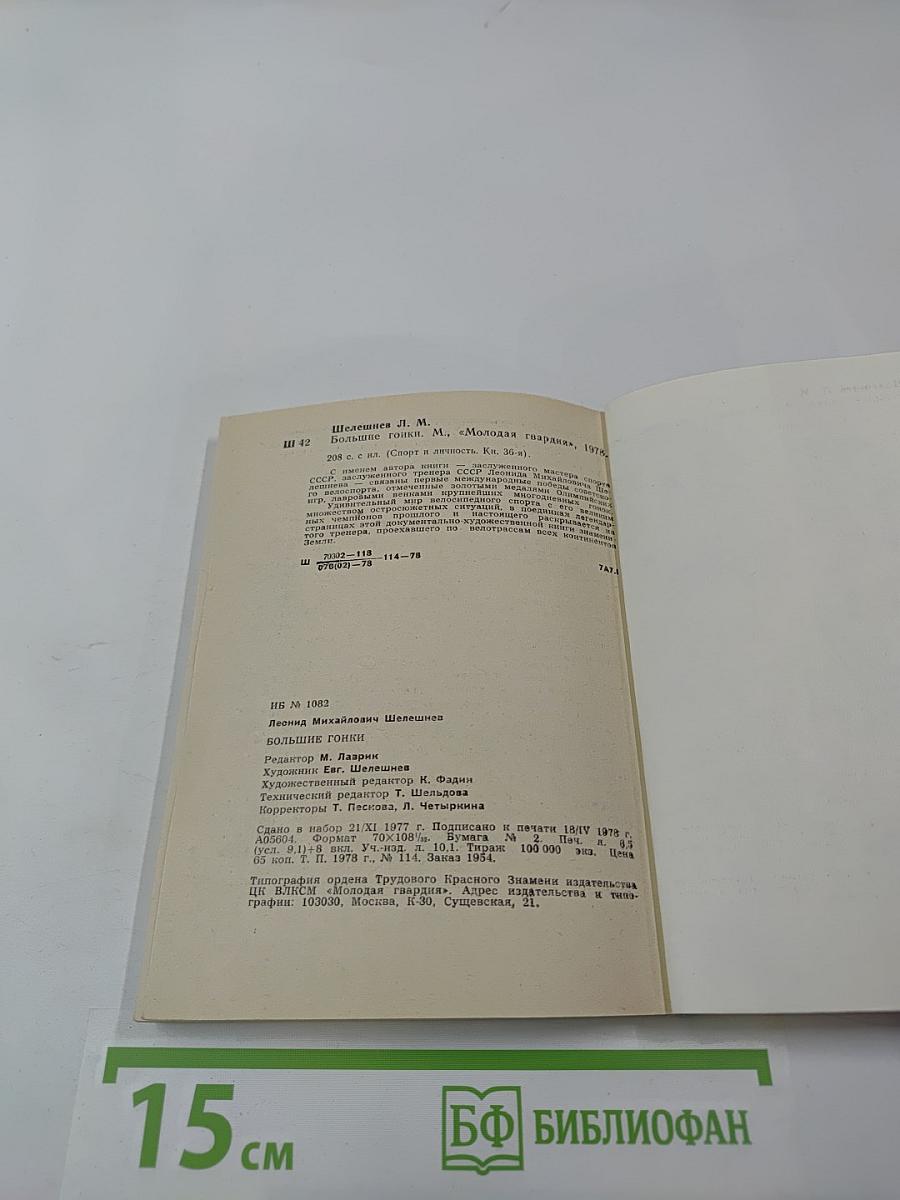 Шелешнев Л. М.
Ш 42 Большие гонки. М., «Молодая гвардия», 1978.
208 с. с ил. (Спорт и личность. Кн. 36-я).
С именем автора книги — заслуженного мастера спорта
СССР, заслуженного тренера СССР Леонида Михайловича Ше-
лешнева — связаны первые международные победы советско-
го велоспорта, отмеченные золотыми медалями Олимпийских
игр, лавровыми венками крупнейших многодневных гонок.
Удивительный мир велосипедного спорта с его великим
множеством остросюжетных ситуаций, в поединках легендар-
ных чемпионов прошлого и настоящего раскрывается на
страницах этой документально-художественной книги знамени-
того тренера, проехавшего по велотрассам всех континентов
Земли.
Ш 70302—118
078(02)—78 114—78
7А7.1
ИБ № 1082
Леонид Михайлович Шелешнев
БОЛЬШИЕ ГОНКИ
Редактор М. Лаврик
Художник Евг. Шелешнев
Художественный редактор К. Фадин
Технический редактор Т. Шельдова
Корректоры Т. Пескова, Л. Четыркина
Сдано в набор 21/XI 1977 г. Подписано к печати 18/IV 1978 г.
А05604. Формат 70×108¹/₃₂. Бумага № 2. Печ. л. 6,5
(усл. 9,1)+8 вкл. Уч.-изд. л. 10,1. Тираж 100 000 экз. Цена
65 коп. Т. П. 1978 г., № 114. Заказ 1954.
Типография ордена Трудового Красного Знамени издательства
ЦК ВЛКСМ «Молодая гвардия». Адрес издательства и типо-
графии: 103030, Москва, К-30, Сущевская, 21.
15 см
БФ БИБЛИОФАН